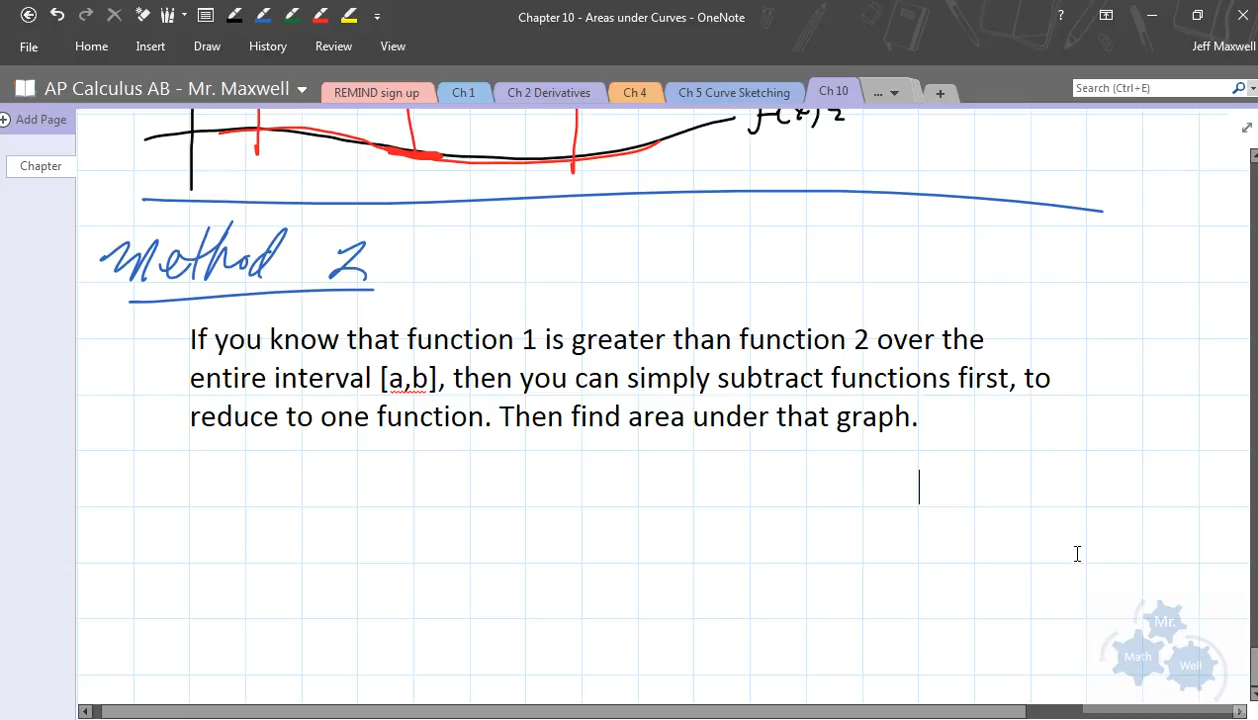 Chapter 10 - Areas under Curves - OneNote
?
File
Home
Insert
Draw
History
Review
View
Jeff Maxwell
AP Calculus AB - Mr. Maxwell
REMIND sign up
Ch 1
Ch 2 Derivatives
Ch 4
Ch 5 Curve Sketching
Ch 10
...
Search (Ctrl+E)
Add Page
Chapter
Method 2
If you know that function 1 is greater than function 2 over the
entire interval [a,b], then you can simply subtract functions first, to
reduce to one function. Then find area under that graph.
Mr.
Math
Well